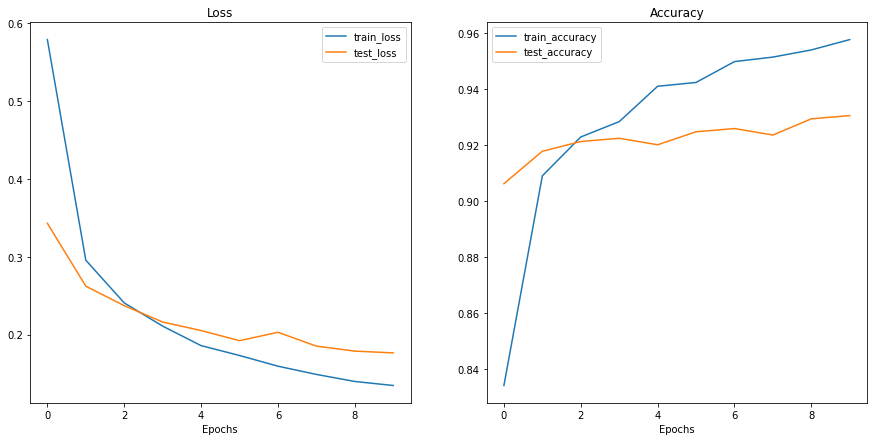 Loss
0.6
0.5
0.4
0.3
0.2
train_loss
test_loss
0 2 4 6 8
Epochs
Accuracy
0.96
0.94
0.92
0.90
0.88
0.86
0.84
train_accuracy
test_accuracy
0 2 4 6 8
Epochs